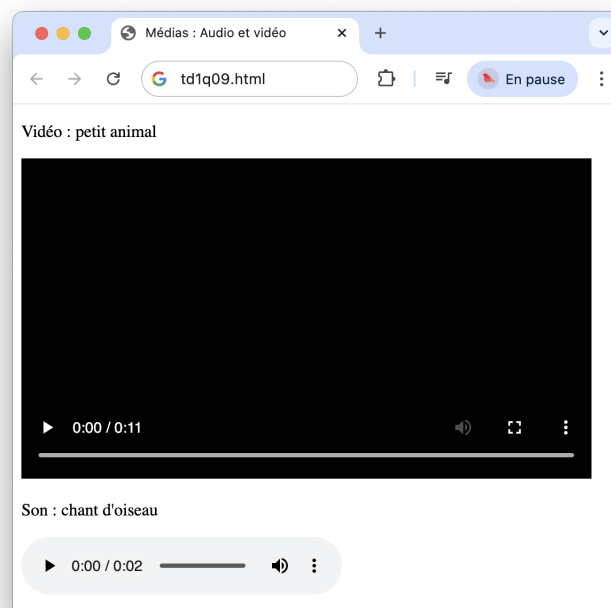 Médias : Audio et vidéo
td1q09.html
En pause
Vidéo : petit animal
0:00 / 0:11
Son : chant d'oiseau
0:00 / 0:02